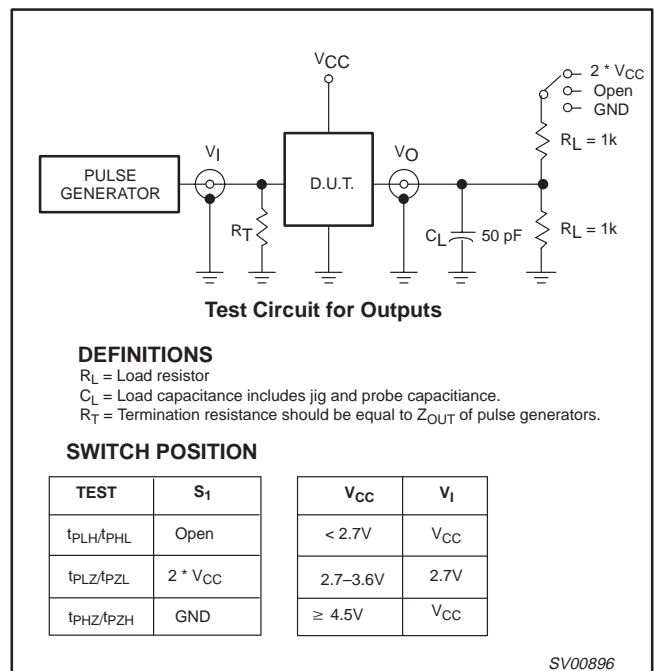 VCC
2 * VCC
Open
GND
RL = 1k
VI
VO
PULSE
GENERATOR
D.U.T.
RT
CL
50 pF
RL = 1k
Test Circuit for Outputs
DEFINITIONS
RL = Load resistor
CL = Load capacitance includes jig and probe capacitiance.
RT = Termination resistance should be equal to ZOUT of pulse generators.
SWITCH POSITION
TEST S1
tPLH/tPHL Open
tPLZ/tPZL 2 * VCC
tPHZ/tPZH GND
VCC VI
< 2.7V VCC
2.7–3.6V 2.7V
≥ 4.5V VCC
SV00896